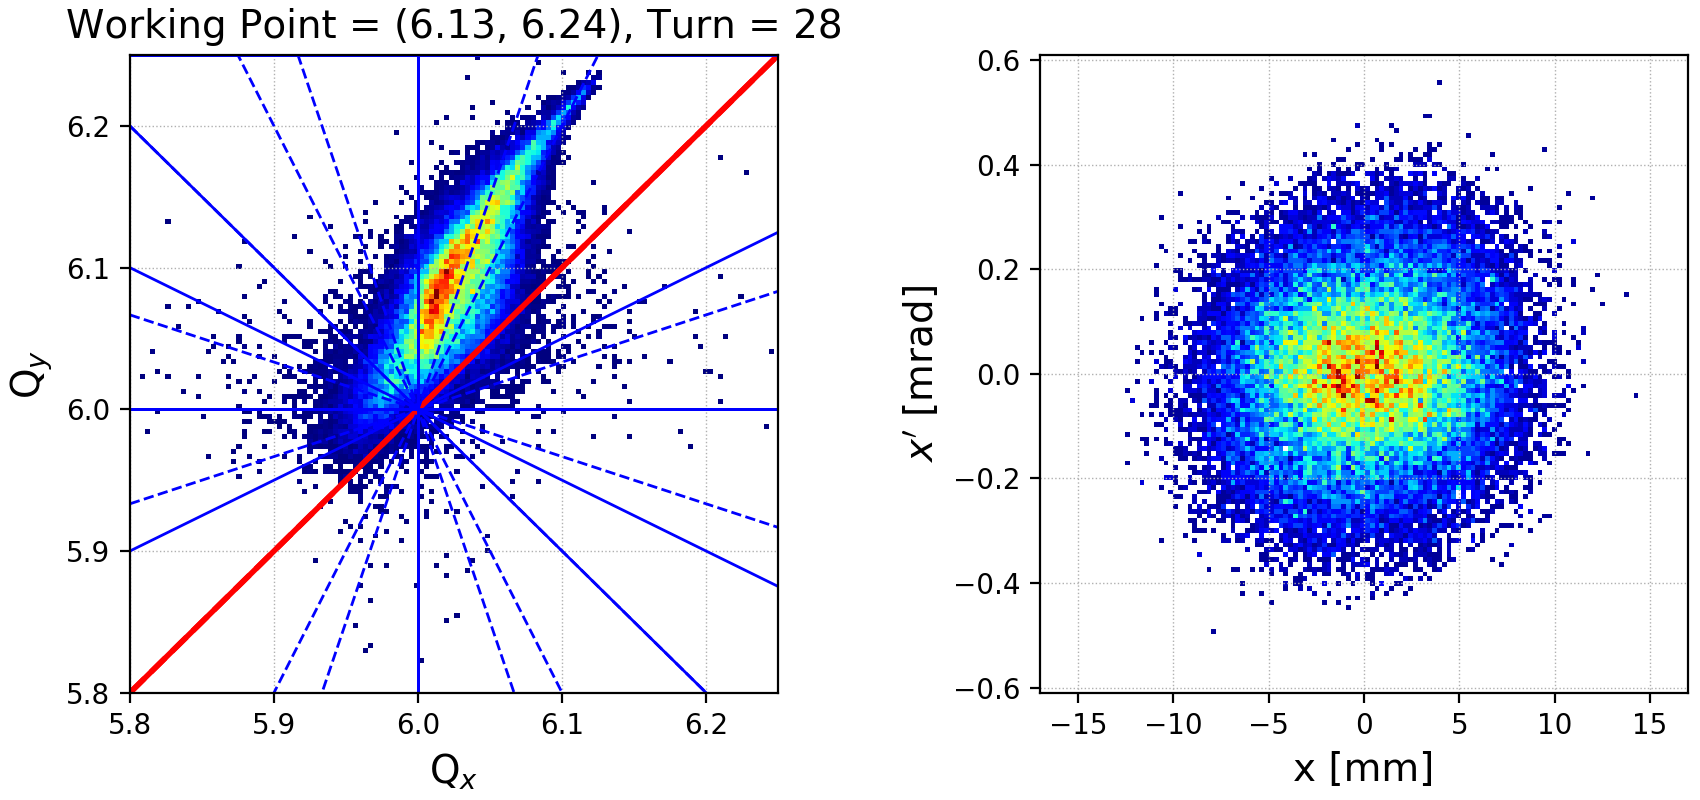 Working Point = (6.13, 6.24), Turn = 28
6.2
6.1
6.0
5.9
5.8
5.8 5.9 6.0 6.1 6.2
Qy
Qx
0.6
0.4
0.2
0.0
−0.2
−0.4
−0.6
−15 −10 −5 0 5 10 15
x′ [mrad]
x [mm]